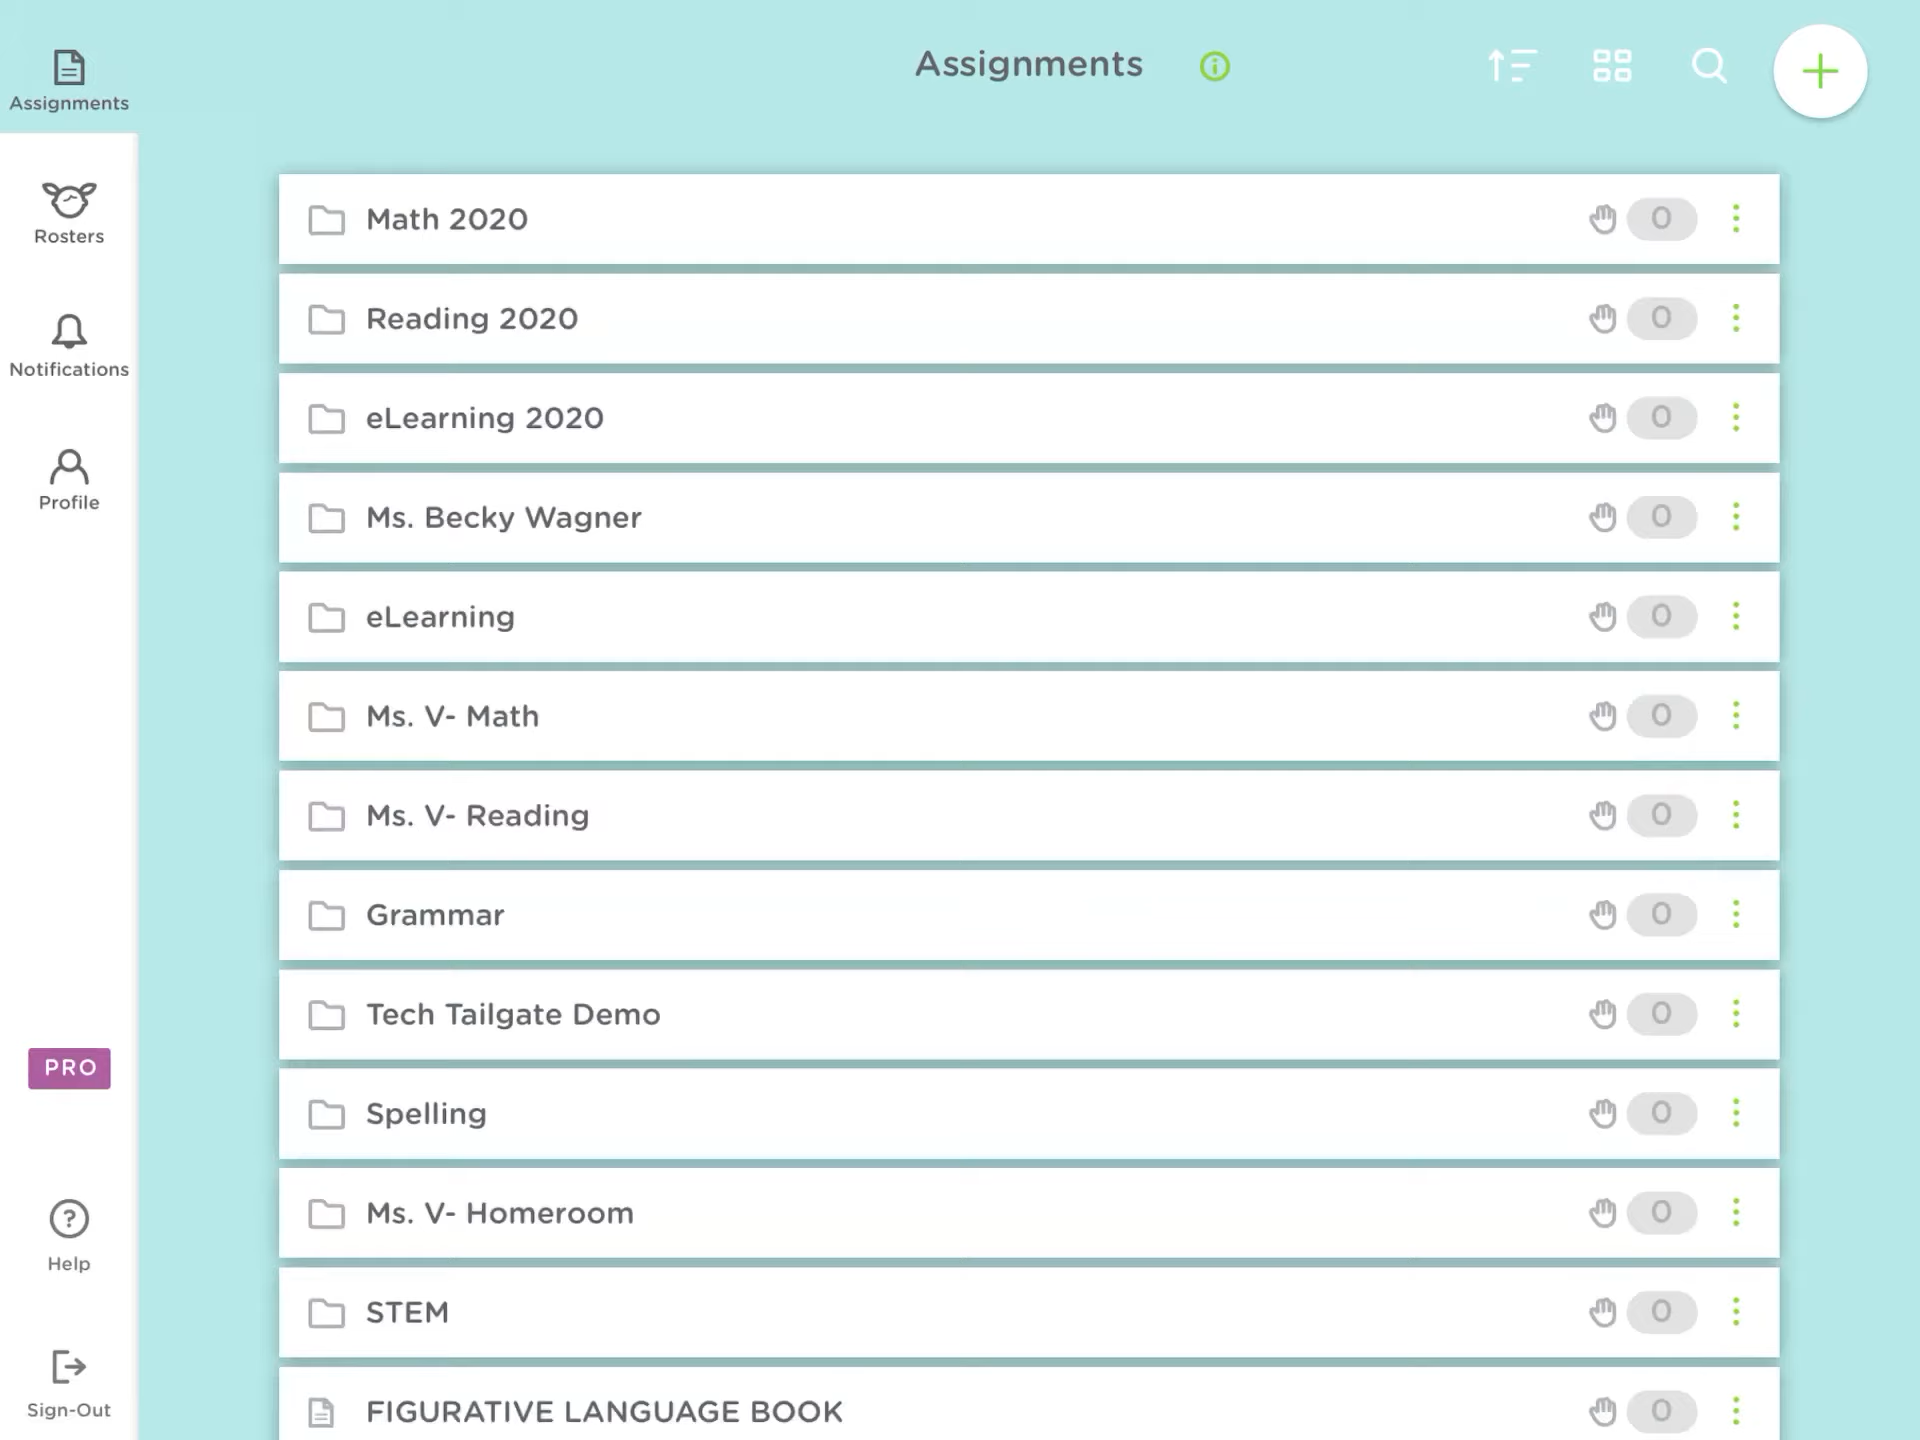 Assignments
Assignments
Rosters
Notifications
Profile
PRO
Help
Sign-Out
Math 2020 0
Reading 2020 0
eLearning 2020 0
Ms. Becky Wagner 0
eLearning 0
Ms. V- Math 0
Ms. V- Reading 0
Grammar 0
Tech Tailgate Demo 0
Spelling 0
Ms. V- Homeroom 0
STEM 0
FIGURATIVE LANGUAGE BOOK 0